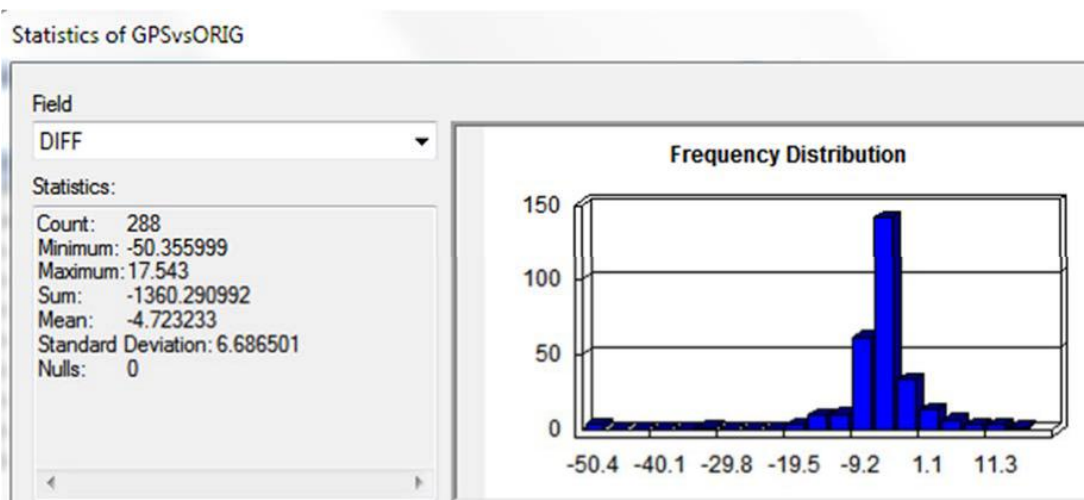 Statistics of GPSvsORIG
Field
DIFF
Statistics:
Count: 288
Minimum: -50.355999
Maximum: 17.543
Sum: -1360.290992
Mean: -4.723233
Standard Deviation: 6.686501
Nulls: 0
Frequency Distribution
150
100
50
0
-50.4 -40.1 -29.8 -19.5 -9.2 1.1 11.3